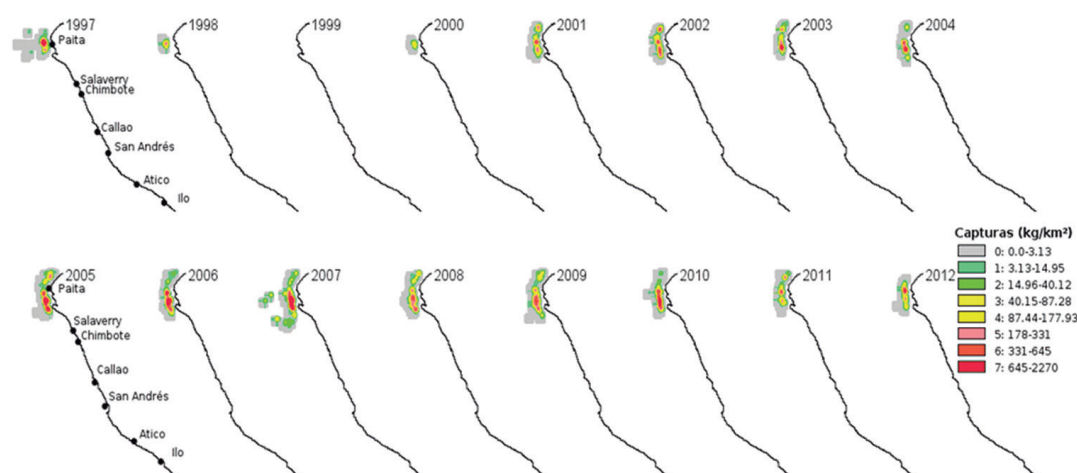 1997
1998
1999
2000
2001
2002
2003
2004
Paita
Salaverry
Chimbote
Callao
San Andrés
Atico
Ilo
2005
2006
2007
2008
2009
2010
2011
2012
Paita
Salaverry
Chimbote
Callao
San Andrés
Atico
Ilo
Capturas (kg/km²)
0: 0.0-3.13
1: 3.13-14.95
2: 14.96-40.12
3: 40.15-87.28
4: 87.44-177.93
5: 178-331
6: 331-645
7: 645-2270